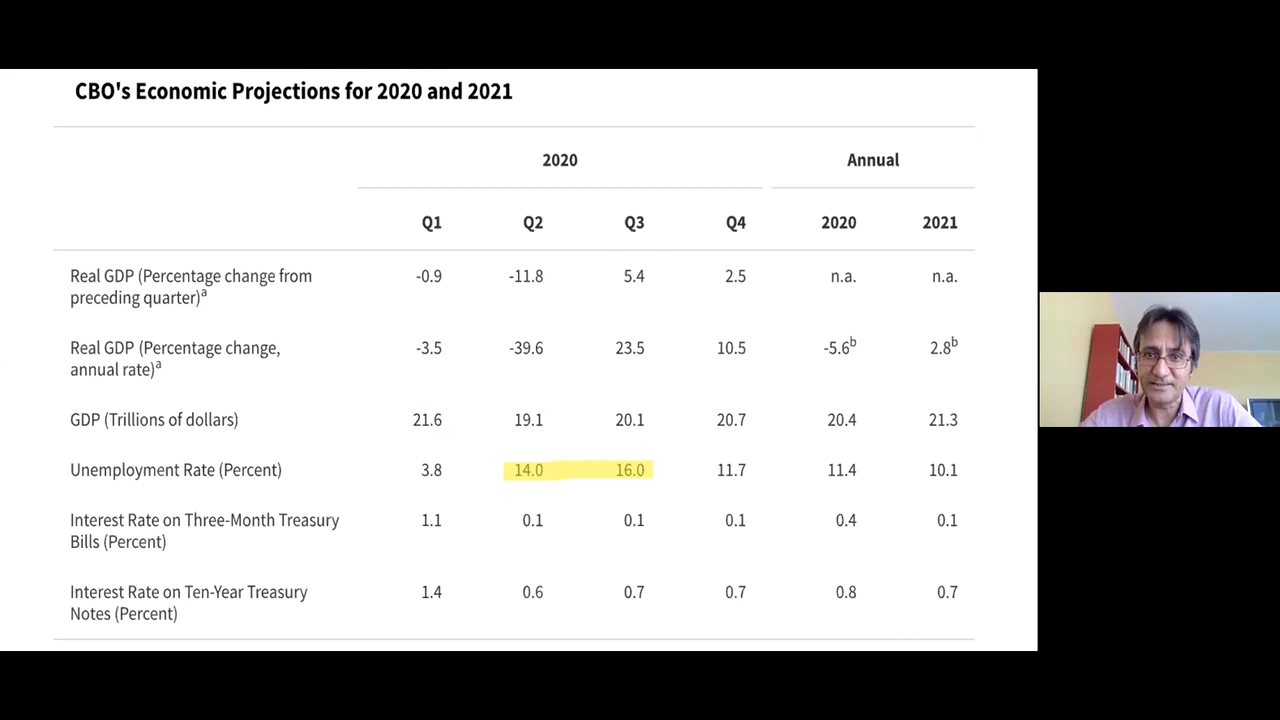 CBO's Economic Projections for 2020 and 2021
2020 Annual
Q1 Q2 Q3 Q4 2020 2021
Real GDP (Percentage change from
preceding quarter)a -0.9 -11.8 5.4 2.5 n.a. n.a.
Real GDP (Percentage change,
annual rate)a -3.5 -39.6 23.5 10.5 -5.6b 2.8b
GDP (Trillions of dollars) 21.6 19.1 20.1 20.7 20.4 21.3
Unemployment Rate (Percent) 3.8 14.0 16.0 11.7 11.4 10.1
Interest Rate on Three-Month Treasury
Bills (Percent) 1.1 0.1 0.1 0.1 0.4 0.1
Interest Rate on Ten-Year Treasury
Notes (Percent) 1.4 0.6 0.7 0.7 0.8 0.7